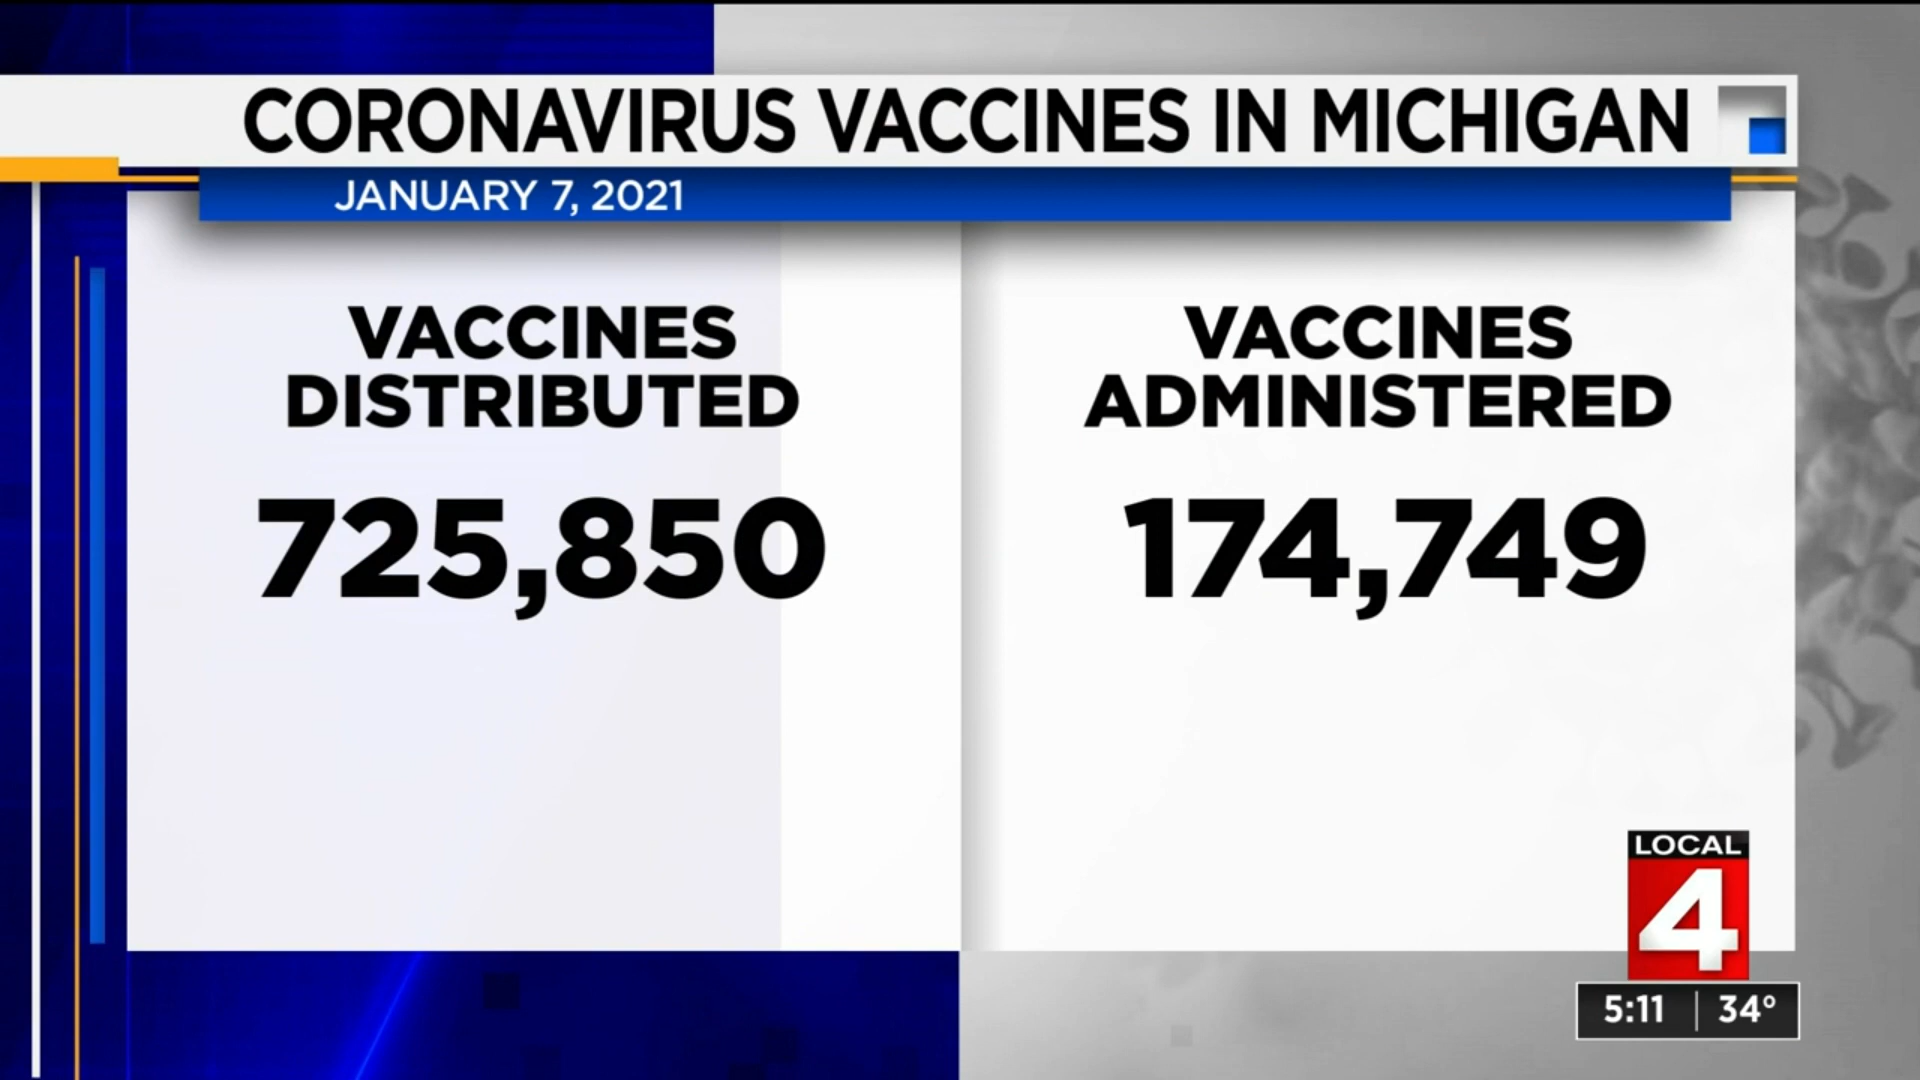 CORONAVIRUS VACCINES IN MICHIGAN
JANUARY 7, 2021
VACCINES
DISTRIBUTED
725,850
VACCINES
ADMINISTERED
174,749
LOCAL
4
5:11 34°